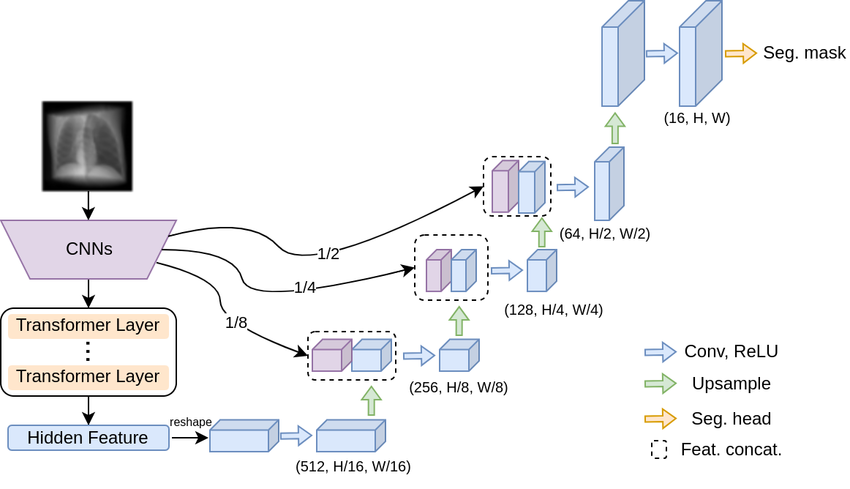 Seg. mask
(16, H, W)
CNNs
1/2
(64, H/2, W/2)
1/4
(128, H/4, W/4)
Transformer Layer
1/8
Transformer Layer
(256, H/8, W/8)
Hidden Feature
reshape
(512, H/16, W/16)
Conv, ReLU
Upsample
Seg. head
Feat. concat.